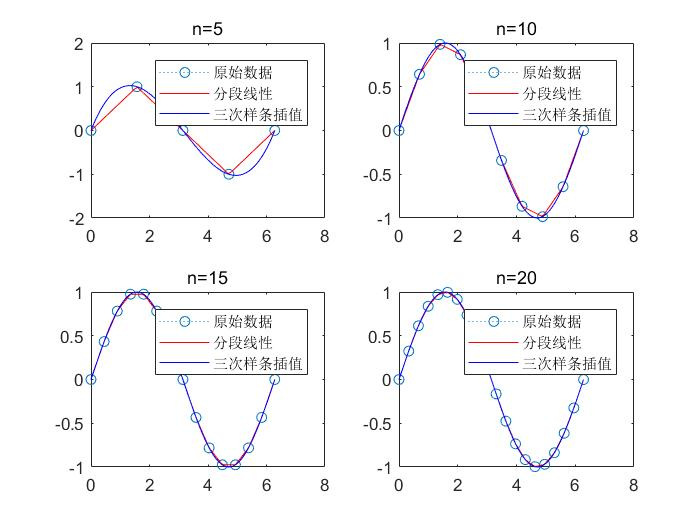 n=5
2
1
0
-1
-2
0 2 4 6 8
原始数据
分段线性
三次样条插值
n=10
1
0.5
0
-0.5
-1
0 2 4 6 8
原始数据
分段线性
三次样条插值
n=15
1
0.5
0
-0.5
-1
0 2 4 6 8
原始数据
分段线性
三次样条插值
n=20
1
0.5
0
-0.5
-1
0 2 4 6 8
原始数据
分段线性
三次样条插值